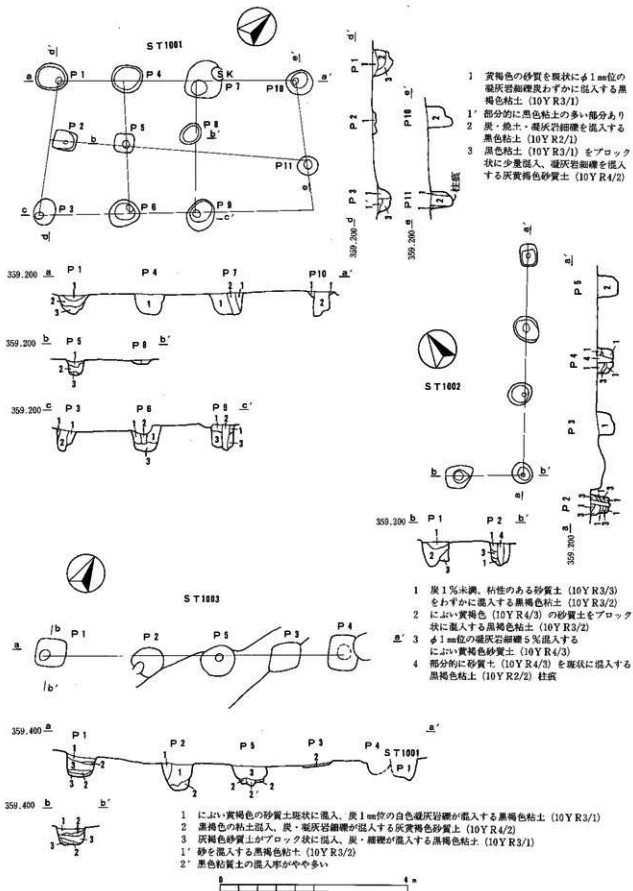 ST1001
d'
e'
a
P1
P4
SK
P7
P10
a'
P2
b
P5
P8
b'
P11
e
c
P3
P6
P9
c'
d
d'
P1
P2
P3
359.200 d
e'
P10
P11
柱痕
359.200 e
1 黄褐色の砂質を斑状にφ1㎜位の
凝灰岩細礫炭わずかに混入する黒
褐色粘土 (10YR3/1)
1' 部分的に黒色粘土の多い部分あり
2 炭・焼土・凝灰岩細礫を混入する
黒色粘土 (10YR2/1)
3 黒色粘土 (10YR3/1) をブロック
状に少量混入、凝灰岩細礫を混入
する灰黄褐色砂質土 (10YR4/2)
359.200 a P1 P4 P7 P10 a'
359.200 b P5 P8 b'
359.200 c P3 P6 P9 c'
ST1002
a'
b
b'
a
a'
P5
P4
P3
P2
359.200 a
359.200 b P1 P2 b'
1 炭1%未満、粘性のある砂質土 (10YR3/3)
をわずかに混入する黒褐色粘土 (10YR3/2)
2 にぶい黄褐色 (10YR4/3) の砂質土をブロック
状に混入する黒褐色粘土 (10YR3/2)
3 φ1㎜位の凝灰岩細礫5%混入する
にぶい黄褐色砂質土 (10YR4/3)
4 部分的に砂質土 (10YR4/3) を斑状に混入する
黒褐色粘土 (10YR2/2) 柱痕
ST1003
b
a
P1
P2
P5
P3
P4
a'
b'
359.400 a P1 P2 P5 P3 P4 ST1001 P1 a'
359.400 b b'
1 にぶい黄褐色の砂質土斑状に混入、炭1㎜位の白色凝灰岩礫が混入する黒褐色粘土 (10YR3/1)
2 黒褐色の粘土混入、炭・凝灰岩細礫が混入する灰黄褐色砂質土 (10YR4/2)
3 灰褐色砂質土がブロック状に混入、炭・細礫が混入する黒褐色粘土 (10YR3/1)
1' 砂を混入する黒褐色粘土 (10YR3/2)
2' 黒色粘質土の混入率がやや多い
0 4m